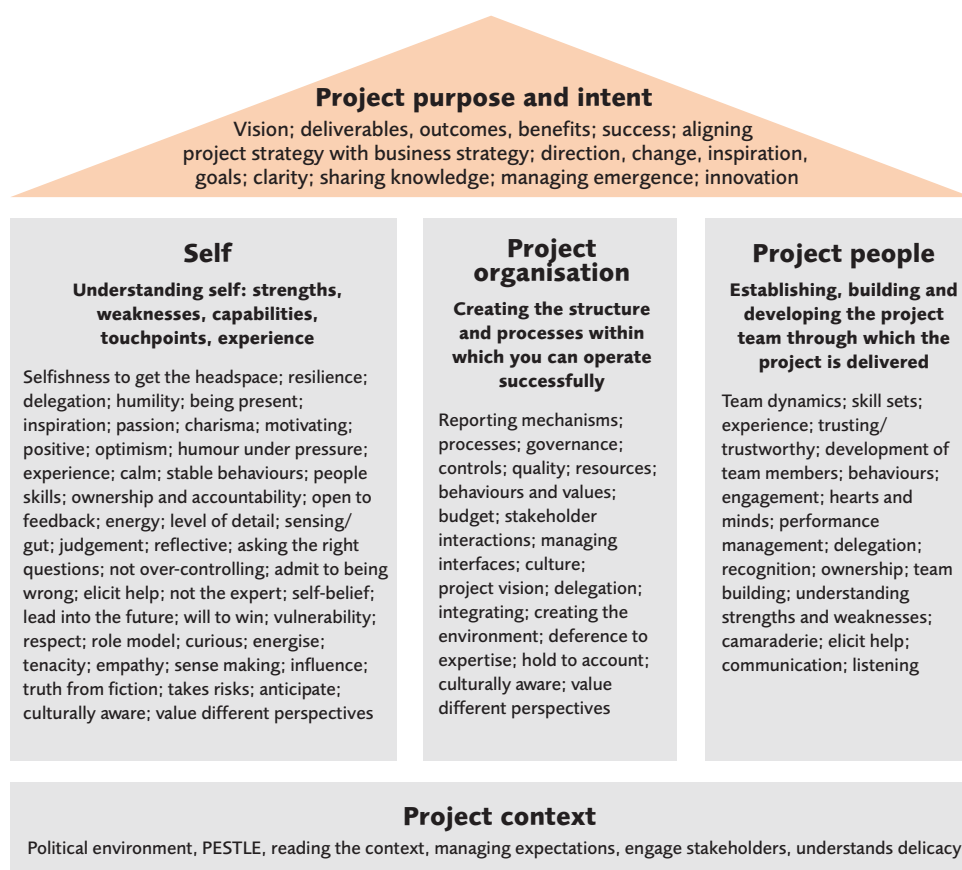 Project purpose and intent
Vision; deliverables, outcomes, benefits; success; aligning
project strategy with business strategy; direction, change, inspiration,
goals; clarity; sharing knowledge; managing emergence; innovation
Self
Understanding self: strengths,
weaknesses, capabilities,
touchpoints, experience
Selfishness to get the headspace; resilience;
delegation; humility; being present;
inspiration; passion; charisma; motivating;
positive; optimism; humour under pressure;
experience; calm; stable behaviours; people
skills; ownership and accountability; open to
feedback; energy; level of detail; sensing/
gut; judgement; reflective; asking the right
questions; not over-controlling; admit to being
wrong; elicit help; not the expert; self-belief;
lead into the future; will to win; vulnerability;
respect; role model; curious; energise;
tenacity; empathy; sense making; influence;
truth from fiction; takes risks; anticipate;
culturally aware; value different perspectives
Project
organisation
Creating the structure
and processes within
which you can operate
successfully
Reporting mechanisms;
processes; governance;
controls; quality; resources;
behaviours and values;
budget; stakeholder
interactions; managing
interfaces; culture;
project vision; delegation;
integrating; creating the
environment; deference to
expertise; hold to account;
culturally aware; value
different perspectives
Project people
Establishing, building and
developing the project
team through which the
project is delivered
Team dynamics; skill sets;
experience; trusting/
trustworthy; development of
team members; behaviours;
engagement; hearts and
minds; performance
management; delegation;
recognition; ownership; team
building; understanding
strengths and weaknesses;
camaraderie; elicit help;
communication; listening
Project context
Political environment, PESTLE, reading the context, managing expectations, engage stakeholders, understands delicacy